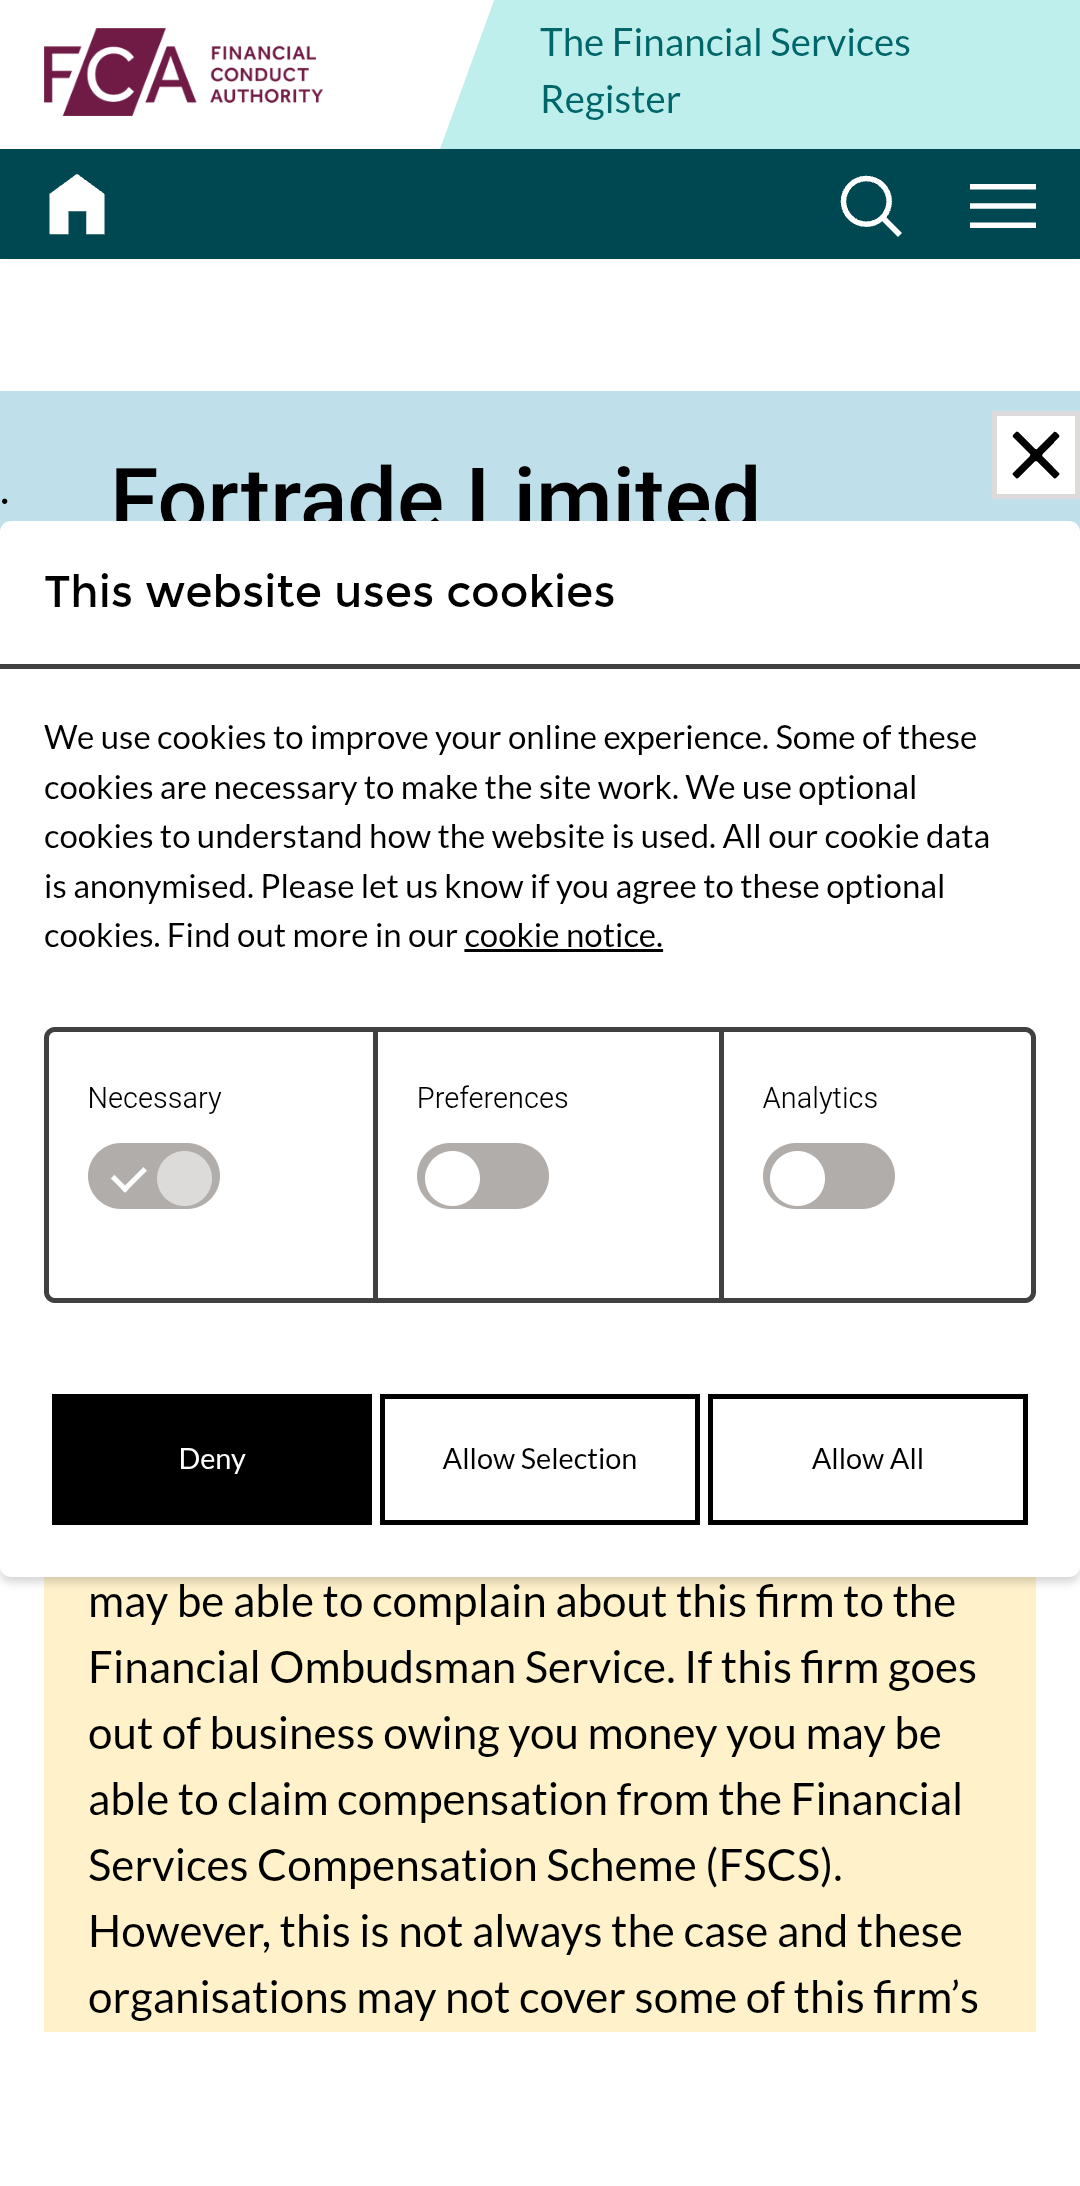 FCA
FINANCIAL
CONDUCT
AUTHORITY
The Financial Services
Register
Fortrade Limited
This website uses cookies
We use cookies to improve your online experience. Some of these
cookies are necessary to make the site work. We use optional
cookies to understand how the website is used. All our cookie data
is anonymised. Please let us know if you agree to these optional
cookies. Find out more in our cookie notice.
Necessary
Preferences
Analytics
Deny
Allow Selection
Allow All
may be able to complain about this firm to the
Financial Ombudsman Service. If this firm goes
out of business owing you money you may be
able to claim compensation from the Financial
Services Compensation Scheme (FSCS).
However, this is not always the case and these
organisations may not cover some of this firm’s